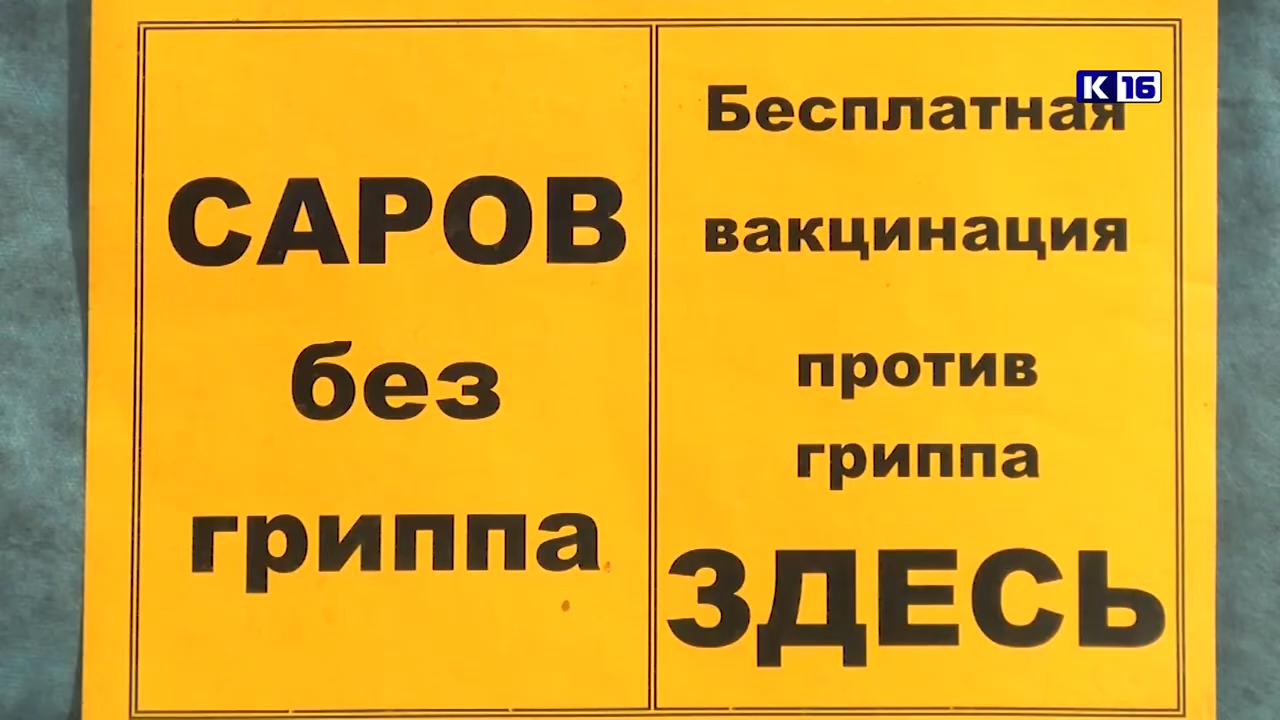 САРОВ
без
гриппа
Бесплатная
вакцинация
против
гриппа
ЗДЕСЬ
К 16